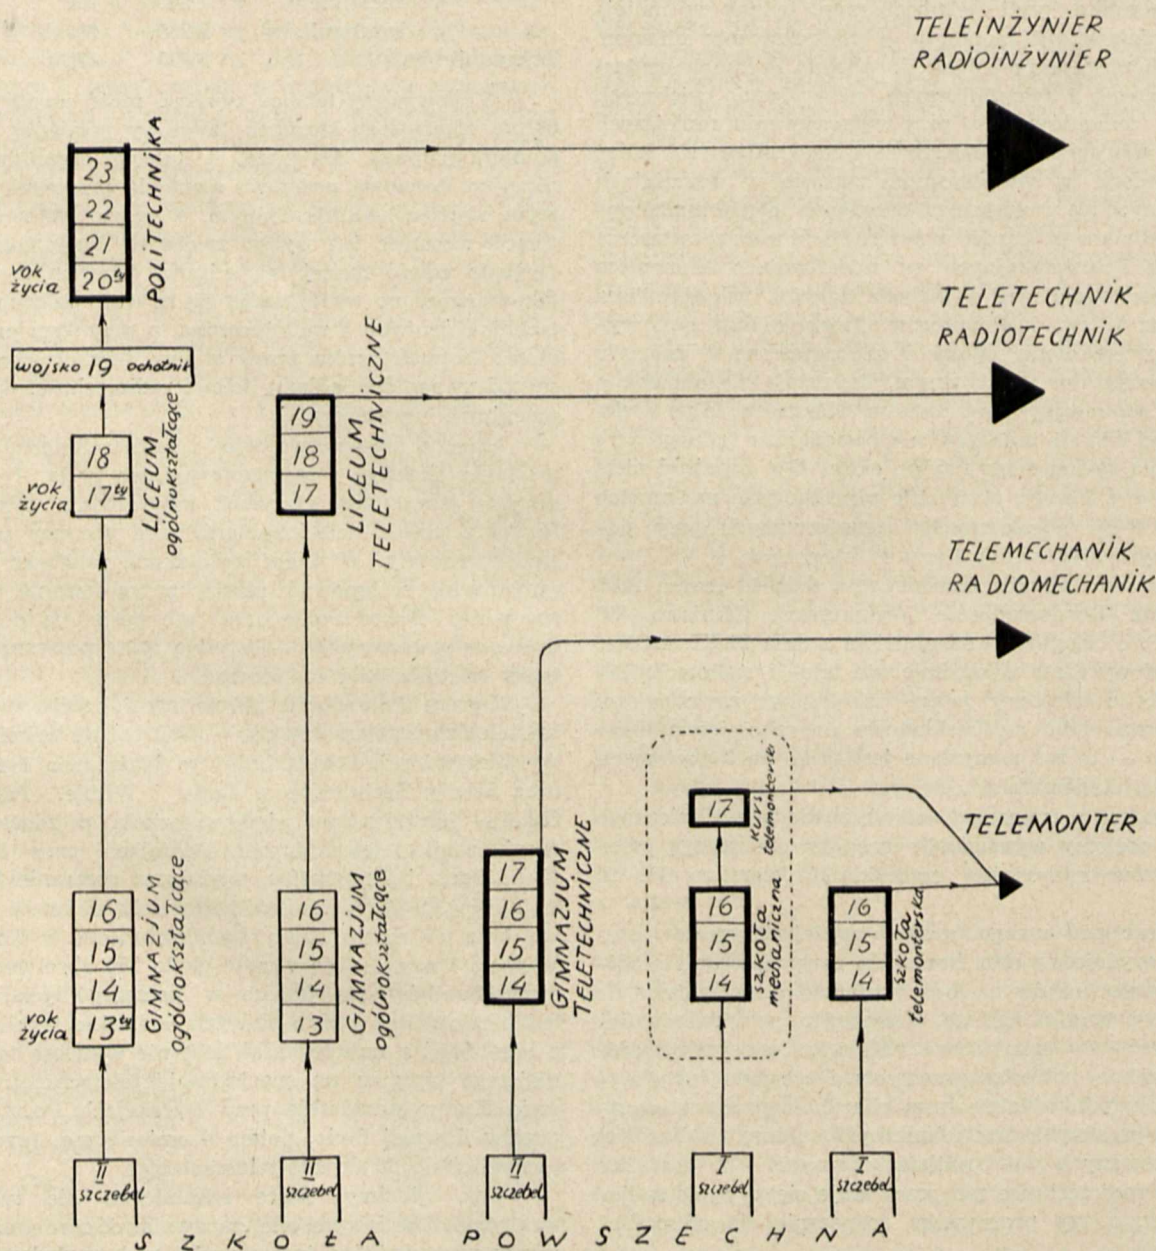 TELEINŻYNIER
RADIOINŻYNIER
23
22
21
20ty
rok
życia
POLITECHNIKA
TELETECHNIK
RADIOTECHNIK
wojsko 19 ochotnik
19
18
17
LICEUM
TELETECHNICZNE
18
17ty
rok
życia
LICEUM
ogólnokształcące
TELEMECHANIK
RADIOMECHANIK
17
kurs
telemonterski
TELEMONTER
16
15
14
13ty
rok
życia
GIMNAZJUM
ogólnokształcące
16
15
14
13
GIMNAZJUM
ogólnokształcące
17
16
15
14
GIMNAZJUM
TELETECHNICZNE
16
15
14
szkoła
mechaniczna
16
15
14
szkoła
telemonterska
II
szczebel
II
szczebel
II
szczebel
I
szczebel
I
szczebel
SZKOŁA POWSZECHNA